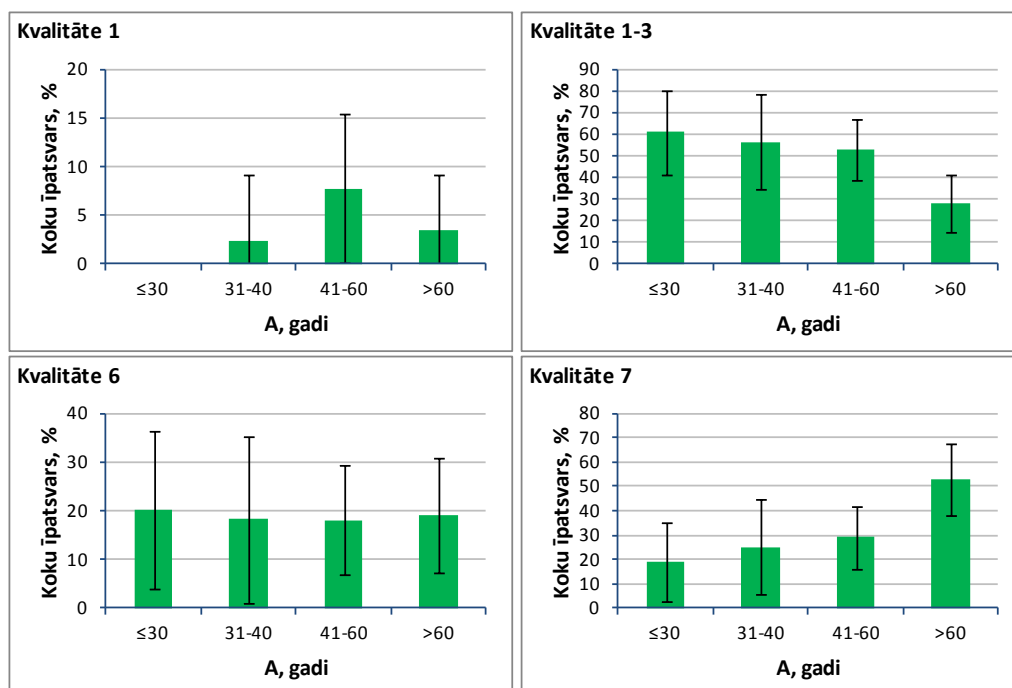 Kvalitāte 1
Koku īpatsvars, %
20
15
10
5
0
≤30 31-40 41-60 >60
A, gadi
Kvalitāte 1-3
Koku īpatsvars, %
90
80
70
60
50
40
30
20
10
0
≤30 31-40 41-60 >60
A, gadi
Kvalitāte 6
Koku īpatsvars, %
40
30
20
10
0
≤30 31-40 41-60 >60
A, gadi
Kvalitāte 7
Koku īpatsvars, %
80
70
60
50
40
30
20
10
0
≤30 31-40 41-60 >60
A, gadi